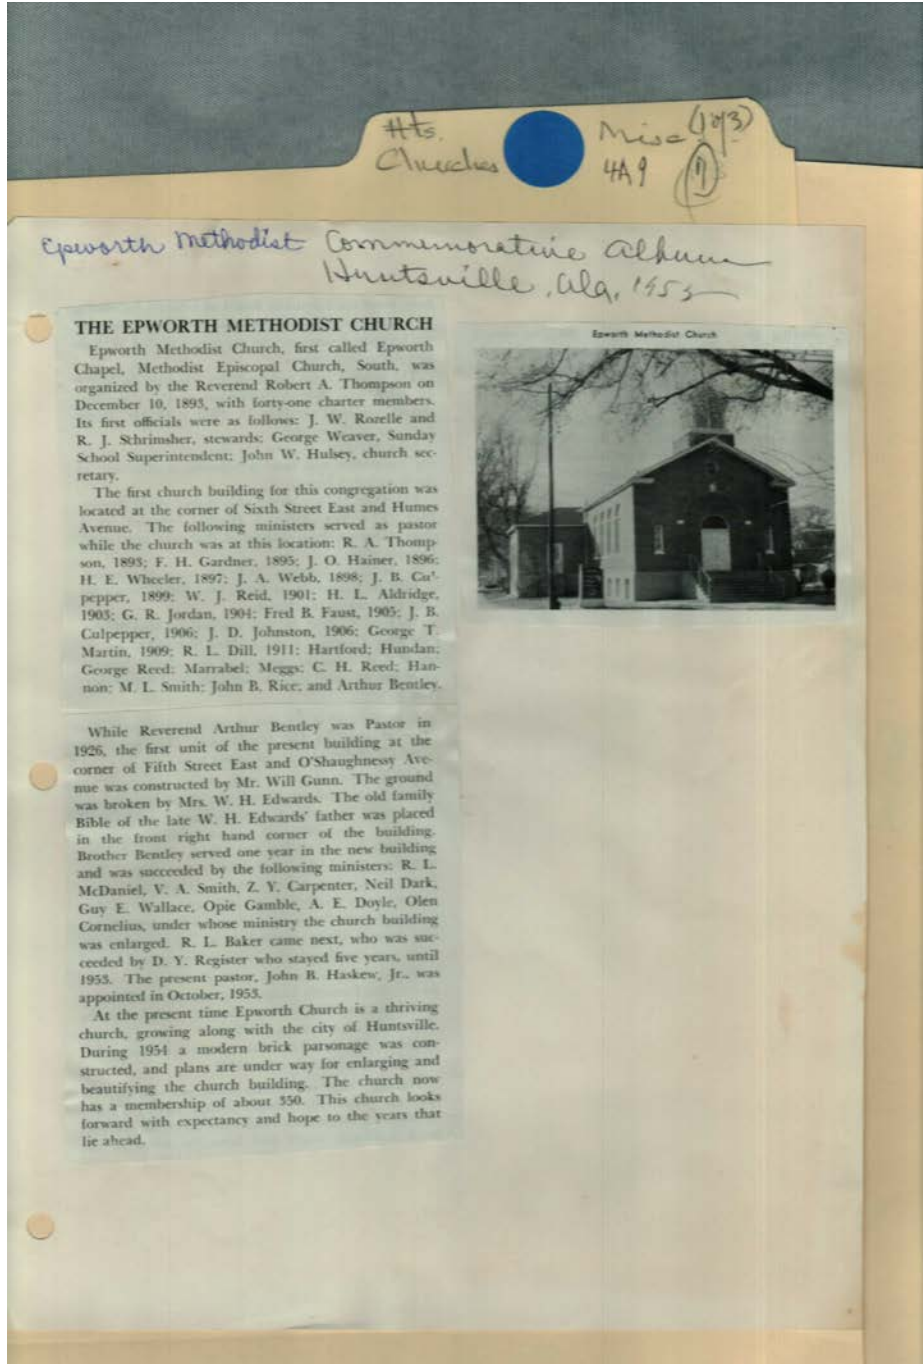 Hts.
Churches
Misc (1 of 3)
4A9 (7)
Epworth Methodist Commemorative Album
Huntsville, Ala, 1955
THE EPWORTH METHODIST CHURCH
Epworth Methodist Church, first called Epworth
Chapel, Methodist Episcopal Church, South, was
organized by the Reverend Robert A. Thompson on
December 10, 1893, with forty-one charter members.
Its first officials were as follows: J. W. Rozelle and
R. J. Schrimsher, stewards; George Weaver, Sunday
School Superintendent; John W. Hulsey, church sec-
retary.
The first church building for this congregation was
located at the corner of Sixth Street East and Humes
Avenue. The following ministers served as pastor
while the church was at this location: R. A. Thomp-
son, 1893; F. H. Gardner, 1895; J. O. Hainer, 1896;
H. E. Wheeler, 1897; J. A. Webb, 1898; J. B. Cul-
pepper, 1899; W. J. Reid, 1901; H. L. Aldridge,
1903; G. R. Jordan, 1904; Fred B. Faust, 1905; J. B.
Culpepper, 1906; J. D. Johnston, 1906; George T.
Martin, 1909; R. L. Dill, 1911; Hartford; Hundan;
George Reed; Marrabel; Meggs; C. H. Reed; Han-
non; M. L. Smith; John B. Rice; and Arthur Bentley.
While Reverend Arthur Bentley was Pastor in
1926, the first unit of the present building at the
corner of Fifth Street East and O'Shaughnessy Ave-
nue was constructed by Mr. Will Gunn. The ground
was broken by Mrs. W. H. Edwards. The old family
Bible of the late W. H. Edwards' father was placed
in the front right hand corner of the building.
Brother Bentley served one year in the new building
and was succeeded by the following ministers: R. L.
McDaniel, V. A. Smith, Z. Y. Carpenter, Neil Dark,
Guy E. Wallace, Opie Gamble, A. E. Doyle, Olen
Cornelius, under whose ministry the church building
was enlarged. R. L. Baker came next, who was suc-
ceeded by D. Y. Register who stayed five years, until
1953. The present pastor, John B. Haskew, Jr., was
appointed in October, 1953.
At the present time Epworth Church is a thriving
church, growing along with the city of Huntsville.
During 1954 a modern brick parsonage was con-
structed, and plans are under way for enlarging and
beautifying the church building. The church now
has a membership of about 350. This church looks
forward with expectancy and hope to the years that
lie ahead.
Epworth Methodist Church